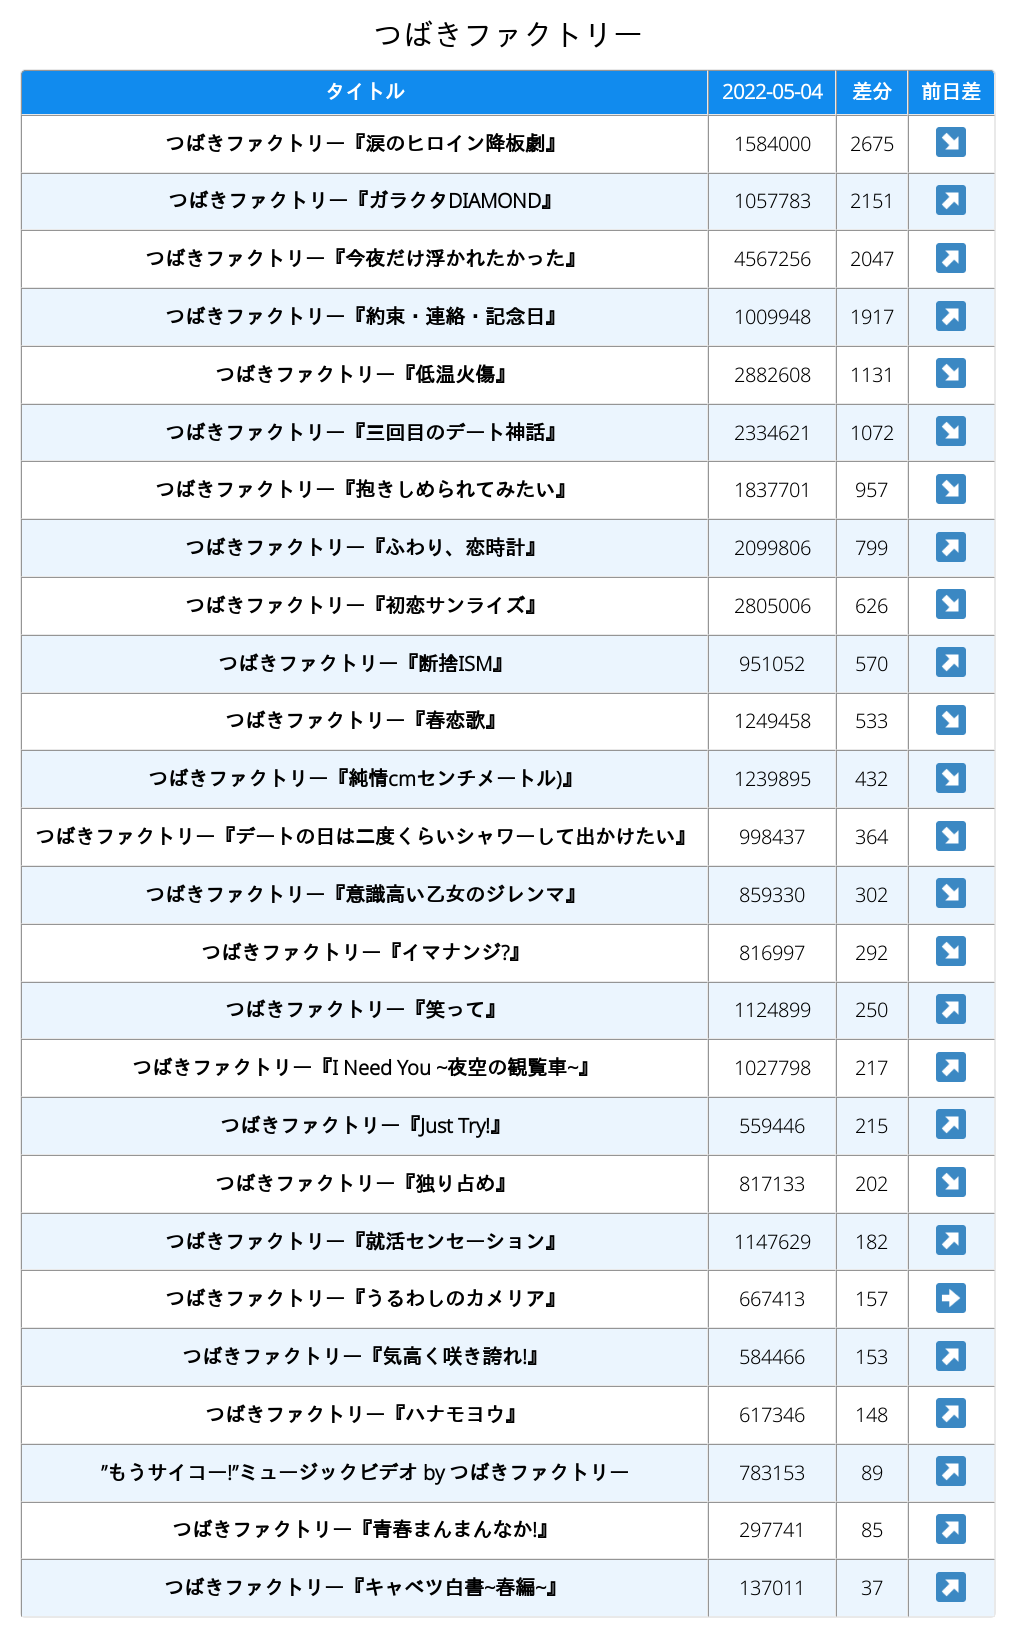 つばきファクトリー
タイトル 2022-05-04 差分 前日差
つばきファクトリー『涙のヒロイン降板劇』 1584000 2675 ↘
つばきファクトリー『ガラクタDIAMOND』 1057783 2151 ↗
つばきファクトリー『今夜だけ浮かれたかった』 4567256 2047 ↗
つばきファクトリー『約束・連絡・記念日』 1009948 1917 ↗
つばきファクトリー『低温火傷』 2882608 1131 ↘
つばきファクトリー『三回目のデート神話』 2334621 1072 ↘
つばきファクトリー『抱きしめられてみたい』 1837701 957 ↘
つばきファクトリー『ふわり、恋時計』 2099806 799 ↗
つばきファクトリー『初恋サンライズ』 2805006 626 ↘
つばきファクトリー『断捨ISM』 951052 570 ↗
つばきファクトリー『春恋歌』 1249458 533 ↘
つばきファクトリー『純情cmセンチメートル)』 1239895 432 ↘
つばきファクトリー『デートの日は二度くらいシャワーして出かけたい』 998437 364 ↘
つばきファクトリー『意識高い乙女のジレンマ』 859330 302 ↘
つばきファクトリー『イマナンジ?』 816997 292 ↘
つばきファクトリー『笑って』 1124899 250 ↗
つばきファクトリー『I Need You ~夜空の観覧車~』 1027798 217 ↗
つばきファクトリー『Just Try!』 559446 215 ↗
つばきファクトリー『独り占め』 817133 202 ↘
つばきファクトリー『就活センセーション』 1147629 182 ↗
つばきファクトリー『うるわしのカメリア』 667413 157 ➡
つばきファクトリー『気高く咲き誇れ!』 584466 153 ↗
つばきファクトリー『ハナモヨウ』 617346 148 ↗
”もうサイコー!”ミュージックビデオ by つばきファクトリー 783153 89 ↗
つばきファクトリー『青春まんまんなか!』 297741 85 ↗
つばきファクトリー『キャベツ白書~春編~』 137011 37 ↗